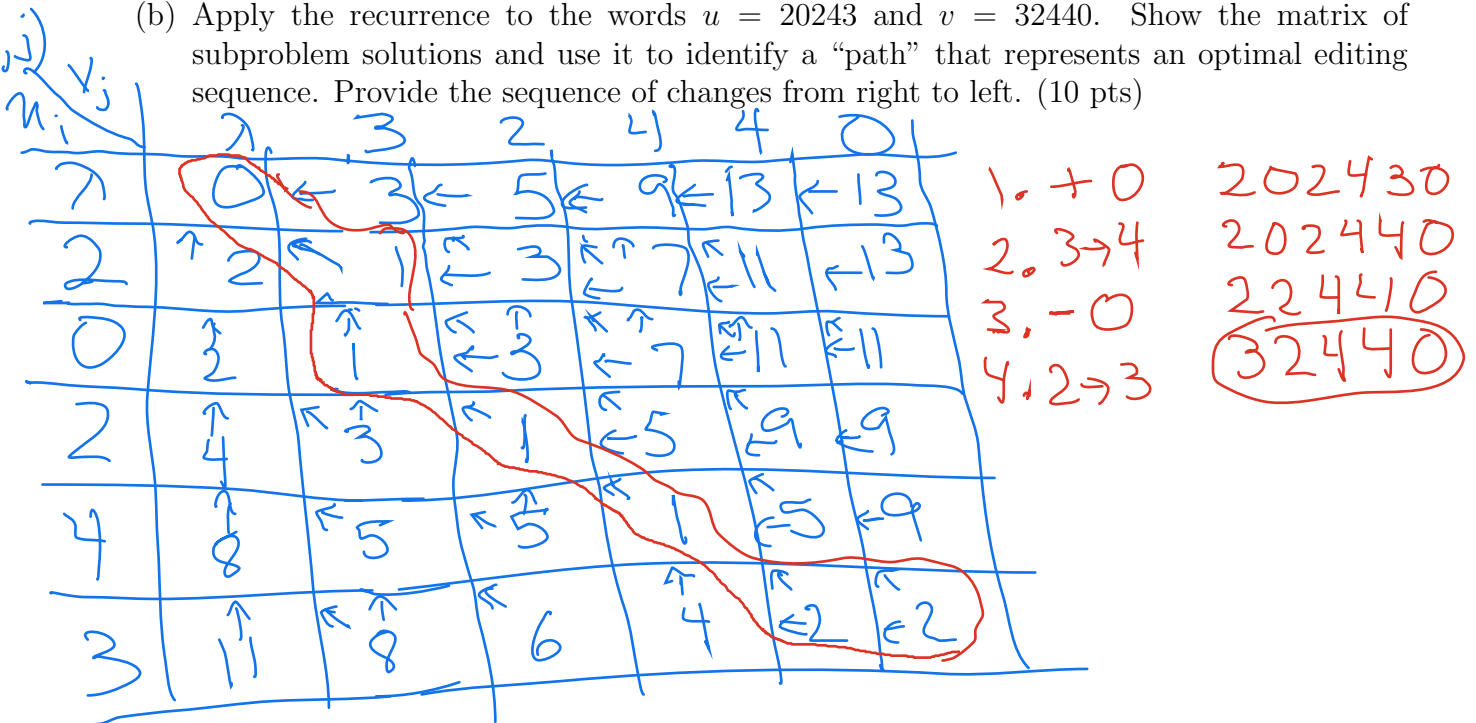 (b) Apply the recurrence to the words u = 20243 and v = 32440. Show the matrix of
subproblem solutions and use it to identify a “path” that represents an optimal editing
sequence. Provide the sequence of changes from right to left. (10 pts)
i,j
v_j
u_i
λ 3 2 4 4 0
λ 0 ← 3 ← 5 ← 9 ← 13 ← 13
2 ↑ 2 ↖ 1 ↖ ← 3 ↖ ↑ ← 7 ↖ ← 11 ← 13
0 ↑ 2 ↖ ↑ 1 ↖ ↑ ← 3 ↖ ↑ ← 7 ↖ ↑ ← 11 ↖ ← 11
2 ↑ 4 ↖ ↑ 3 ↖ 1 ↖ ← 5 ↖ ← 9 ← 9
4 ↑ 8 ↖ 5 ↖ ↑ 5 ↖ 1 ↖ ← 5 ← 9
3 ↑ 11 ↖ ↑ 8 ↖ 6 ↑ 4 ↖ ← 2 ↖ ← 2
1. + 0 202430
2. 3→4 202440
3. - 0 22440
4. 2→3 32440